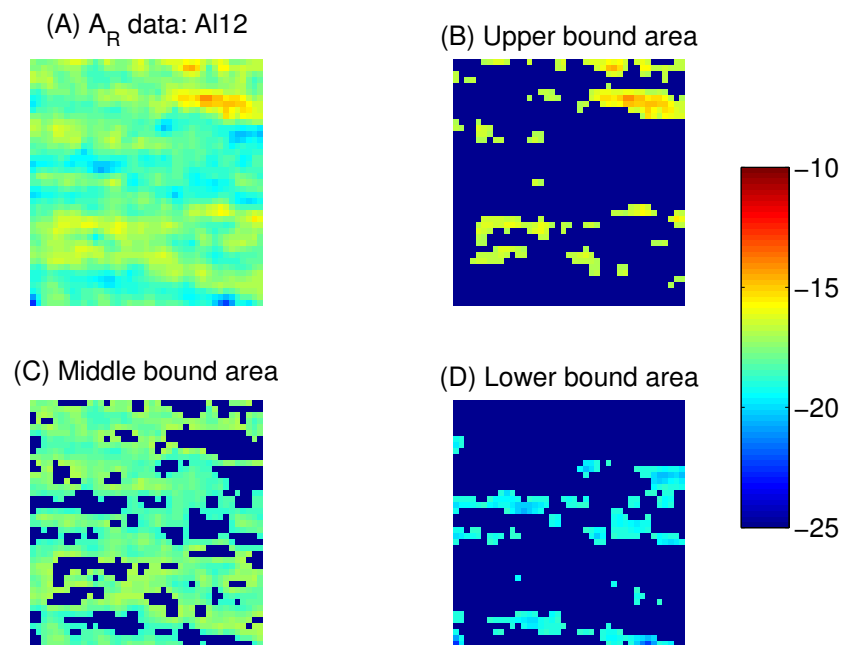 (A) A_R data: Al12
(B) Upper bound area
−10
−15
−20
−25
(C) Middle bound area
(D) Lower bound area